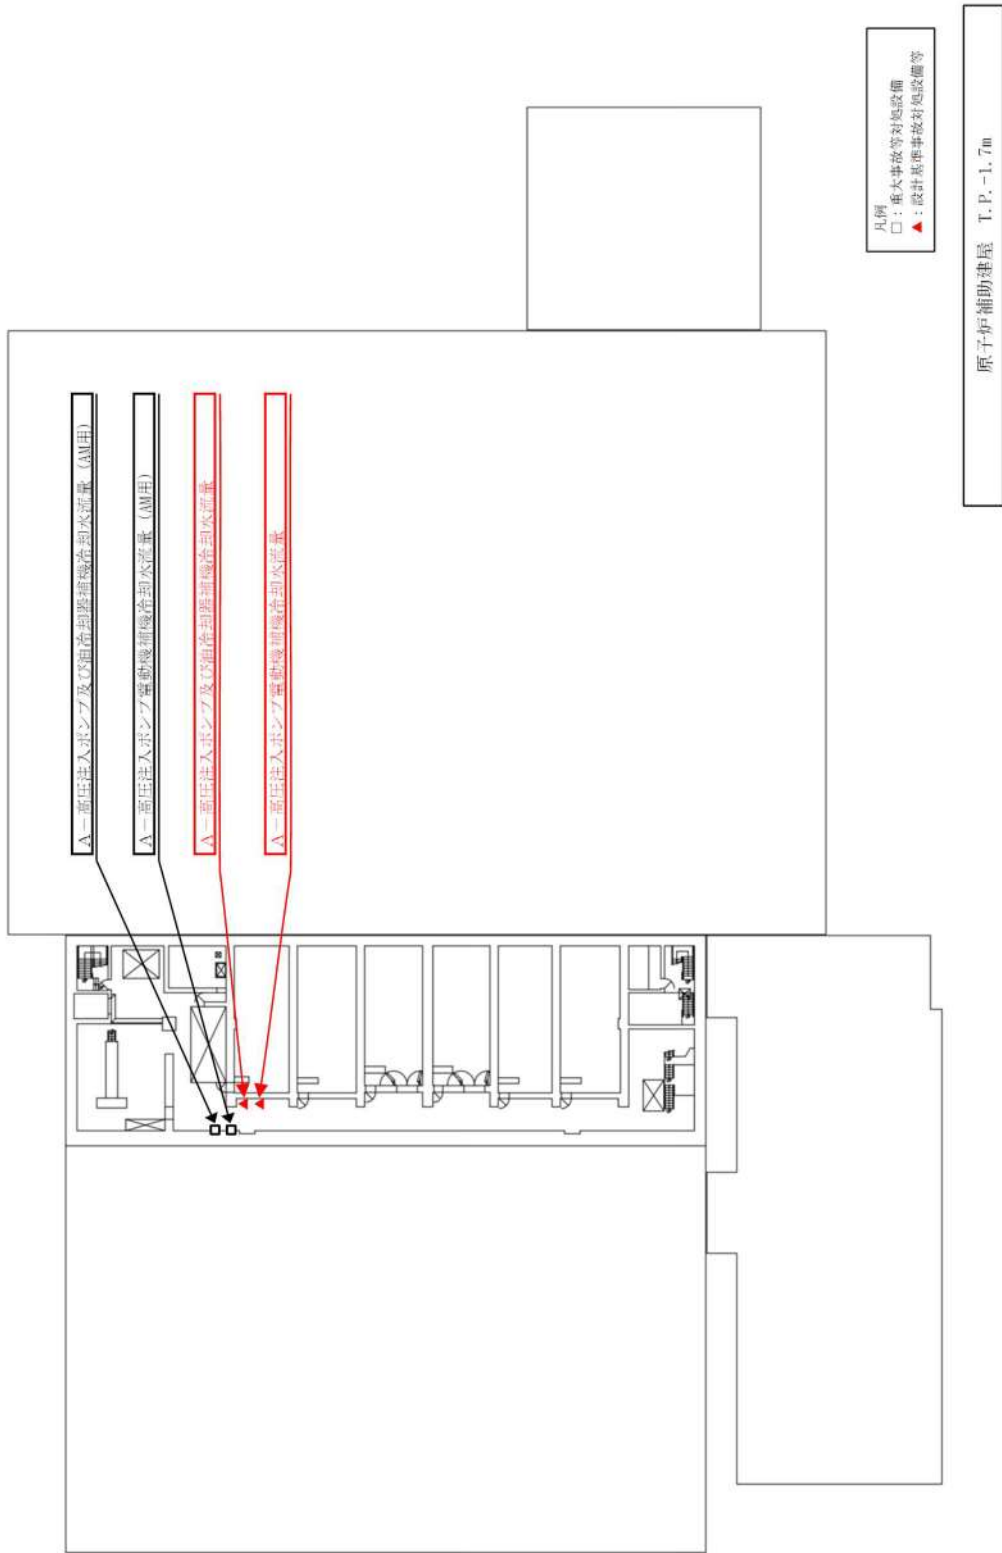 A－高圧注入ポンプ及び油冷却器補機冷却水流量（AM用）
A－高圧注入ポンプ電動機補機冷却水流量（AM用）
A－高圧注入ポンプ及び油冷却器補機冷却水流量
A－高圧注入ポンプ電動機補機冷却水流量
凡例
□：重大事故等対処設備
▲：設計基準事故対処設備等
原子炉補助建屋 T.P.-1.7m